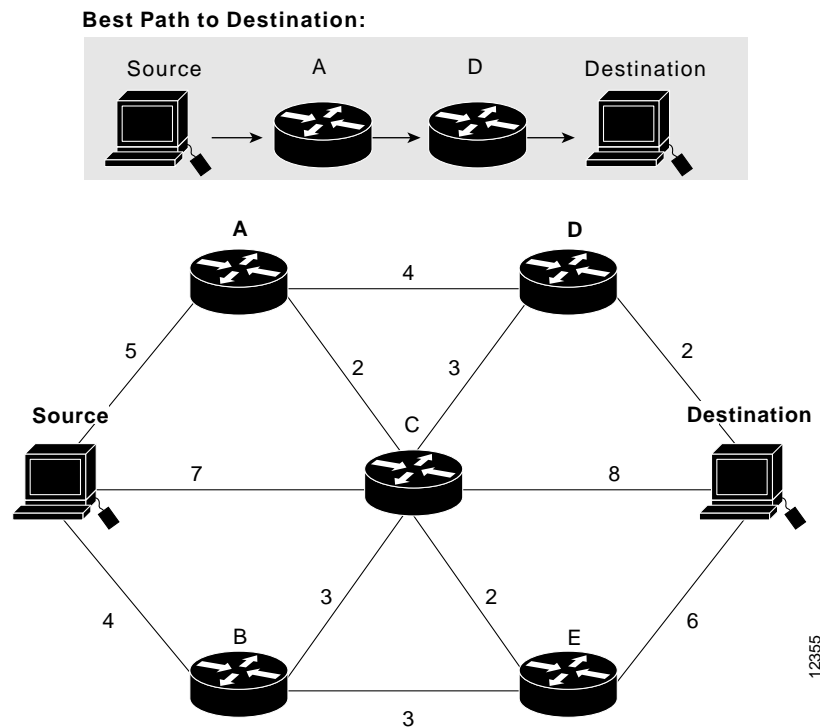 Best Path to Destination:
Source A D Destination
A D
4
5 2 3 2
Source C Destination
7 8
4 3 2 6
B E
3
12355